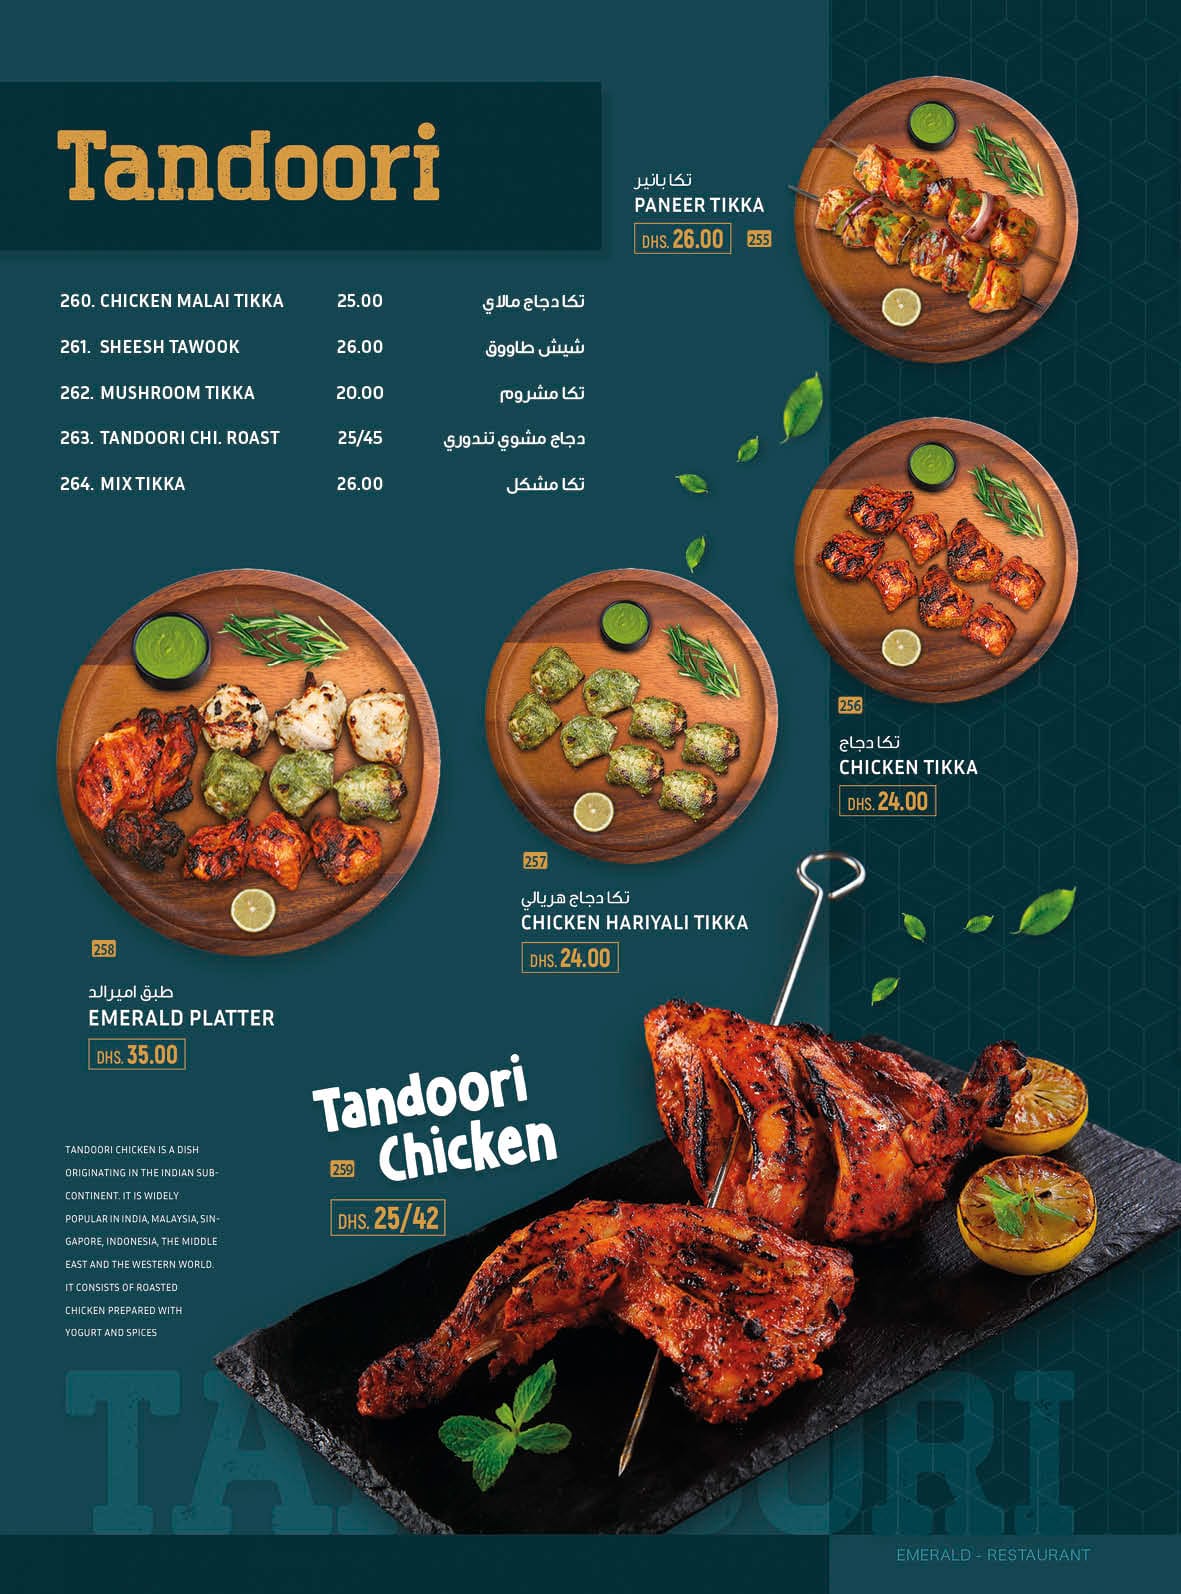 Tandoori
تكا بانير
PANEER TIKKA
DHS. 26.00 255
260. CHICKEN MALAI TIKKA 25.00 تكا دجاج مالاي
261. SHEESH TAWOOK 26.00 شيش طاووق
262. MUSHROOM TIKKA 20.00 تكا مشروم
263. TANDOORI CHI. ROAST 25/45 دجاج مشوي تندوري
264. MIX TIKKA 26.00 تكا مشكل
256
تكا دجاج
CHICKEN TIKKA
DHS. 24.00
257
تكا دجاج هريالي
CHICKEN HARIYALI TIKKA
DHS. 24.00
258
طبق اميرالد
EMERALD PLATTER
DHS. 35.00
Tandoori
Chicken
259
DHS. 25/42
TANDOORI CHICKEN IS A DISH
ORIGINATING IN THE INDIAN SUB-
CONTINENT. IT IS WIDELY
POPULAR IN INDIA, MALAYSIA, SIN-
GAPORE, INDONESIA, THE MIDDLE
EAST AND THE WESTERN WORLD.
IT CONSISTS OF ROASTED
CHICKEN PREPARED WITH
YOGURT AND SPICES
TANDOORI
EMERALD - RESTAURANT